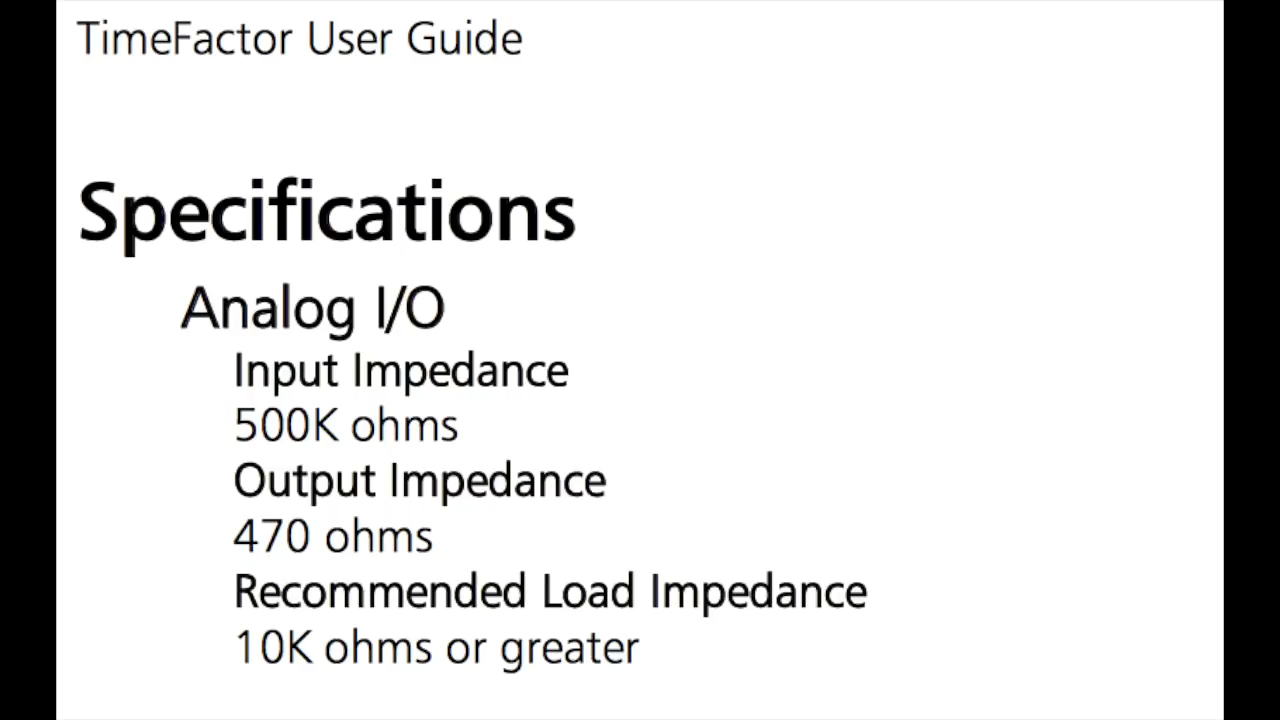 TimeFactor User Guide
Specifications
Analog I/O
Input Impedance
500K ohms
Output Impedance
470 ohms
Recommended Load Impedance
10K ohms or greater